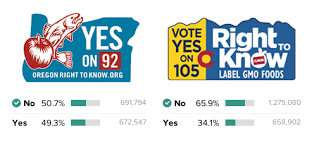 YES
ON 92
OREGON RIGHT TO KNOW.ORG
No 50.7% 691,794
Yes 49.3% 672,547
VOTE
YES
ON
105
Right
TO
Know
LABEL GMO FOODS
No 65.9% 1,275,080
Yes 34.1% 658,902